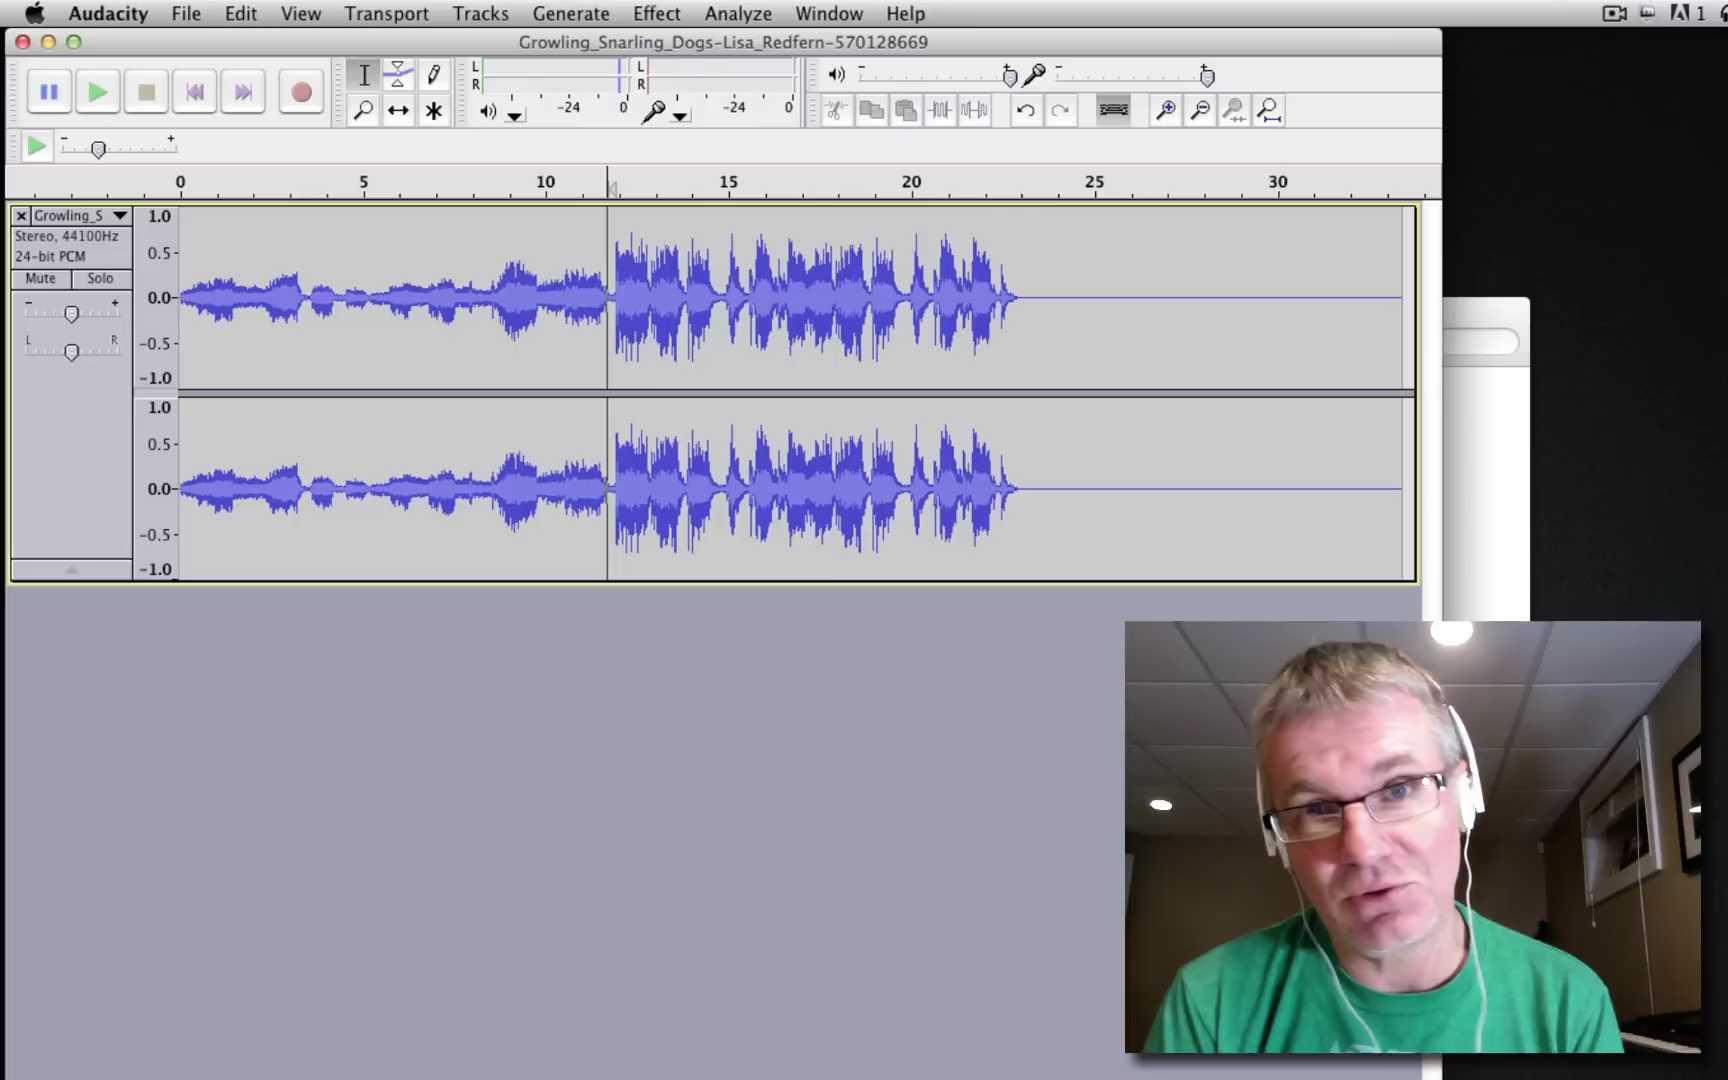 Audacity File Edit View Transport Tracks Generate Effect Analyze Window Help 1
Growling_Snarling_Dogs-Lisa_Redfern-570128669
L L
R R
-24 0 -24 0
- +
0 5 10 15 20 25 30
Growling_S
Stereo, 44100Hz
24-bit PCM
Mute Solo
- +
L R
1.0
0.5-
0.0-
-0.5-
-1.0
1.0
0.5-
0.0-
-0.5-
-1.0